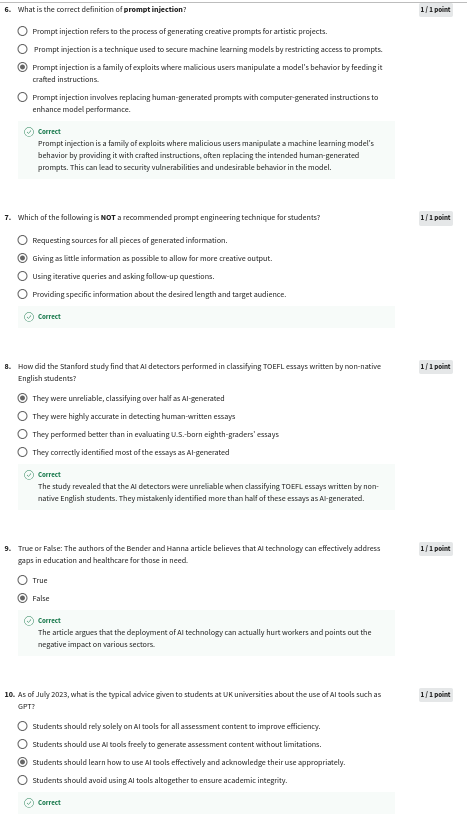 6. What is the correct definition of prompt injection? 1 / 1 point
Prompt injection refers to the process of generating creative prompts for artistic projects.
Prompt injection is a technique used to secure machine learning models by restricting access to prompts.
Prompt injection is a family of exploits where malicious users manipulate a model's behavior by feeding it
crafted instructions.
Prompt injection involves replacing human-generated prompts with computer-generated instructions to
enhance model performance.
Correct
Prompt injection is a family of exploits where malicious users manipulate a machine learning model's
behavior by providing it with crafted instructions, often replacing the intended human-generated
prompts. This can lead to security vulnerabilities and undesirable behavior in the model.
7. Which of the following is NOT a recommended prompt engineering technique for students? 1 / 1 point
Requesting sources for all pieces of generated information.
Giving as little information as possible to allow for more creative output.
Using iterative queries and asking follow-up questions.
Providing specific information about the desired length and target audience.
Correct
8. How did the Stanford study find that AI detectors performed in classifying TOEFL essays written by non-native 1 / 1 point
English students?
They were unreliable, classifying over half as AI-generated
They were highly accurate in detecting human-written essays
They performed better than in evaluating U.S.-born eighth-graders' essays
They correctly identified most of the essays as AI-generated
Correct
The study revealed that the AI detectors were unreliable when classifying TOEFL essays written by non-
native English students. They mistakenly identified more than half of these essays as AI-generated.
9. True or False: The authors of the Bender and Hanna article believes that AI technology can effectively address 1 / 1 point
gaps in education and healthcare for those in need.
True
False
Correct
The article argues that the deployment of AI technology can actually hurt workers and points out the
negative impact on various sectors.
10. As of July 2023, what is the typical advice given to students at UK universities about the use of AI tools such as 1 / 1 point
GPT?
Students should rely solely on AI tools for all assessment content to improve efficiency.
Students should use AI tools freely to generate assessment content without limitations.
Students should learn how to use AI tools effectively and acknowledge their use appropriately.
Students should avoid using AI tools altogether to ensure academic integrity.
Correct